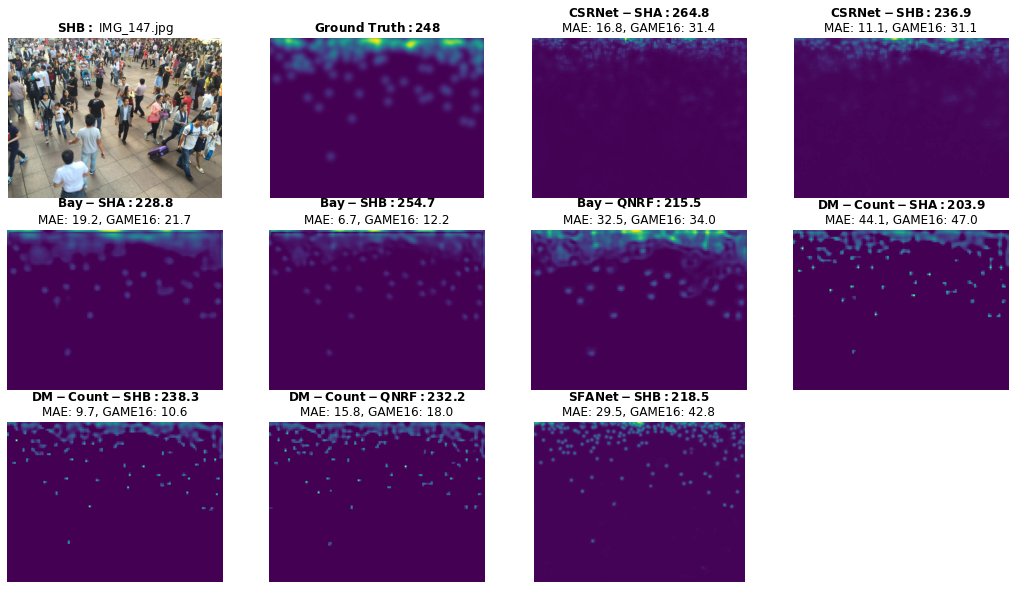 SHB: IMG_147.jpg
Ground Truth: 248
CSRNet−SHA: 264.8
MAE: 16.8, GAME16: 31.4
CSRNet−SHB: 236.9
MAE: 11.1, GAME16: 31.1
Bay−SHA: 228.8
MAE: 19.2, GAME16: 21.7
Bay−SHB: 254.7
MAE: 6.7, GAME16: 12.2
Bay−QNRF: 215.5
MAE: 32.5, GAME16: 34.0
DM−Count−SHA: 203.9
MAE: 44.1, GAME16: 47.0
DM−Count−SHB: 238.3
MAE: 9.7, GAME16: 10.6
DM−Count−QNRF: 232.2
MAE: 15.8, GAME16: 18.0
SFANet−SHB: 218.5
MAE: 29.5, GAME16: 42.8